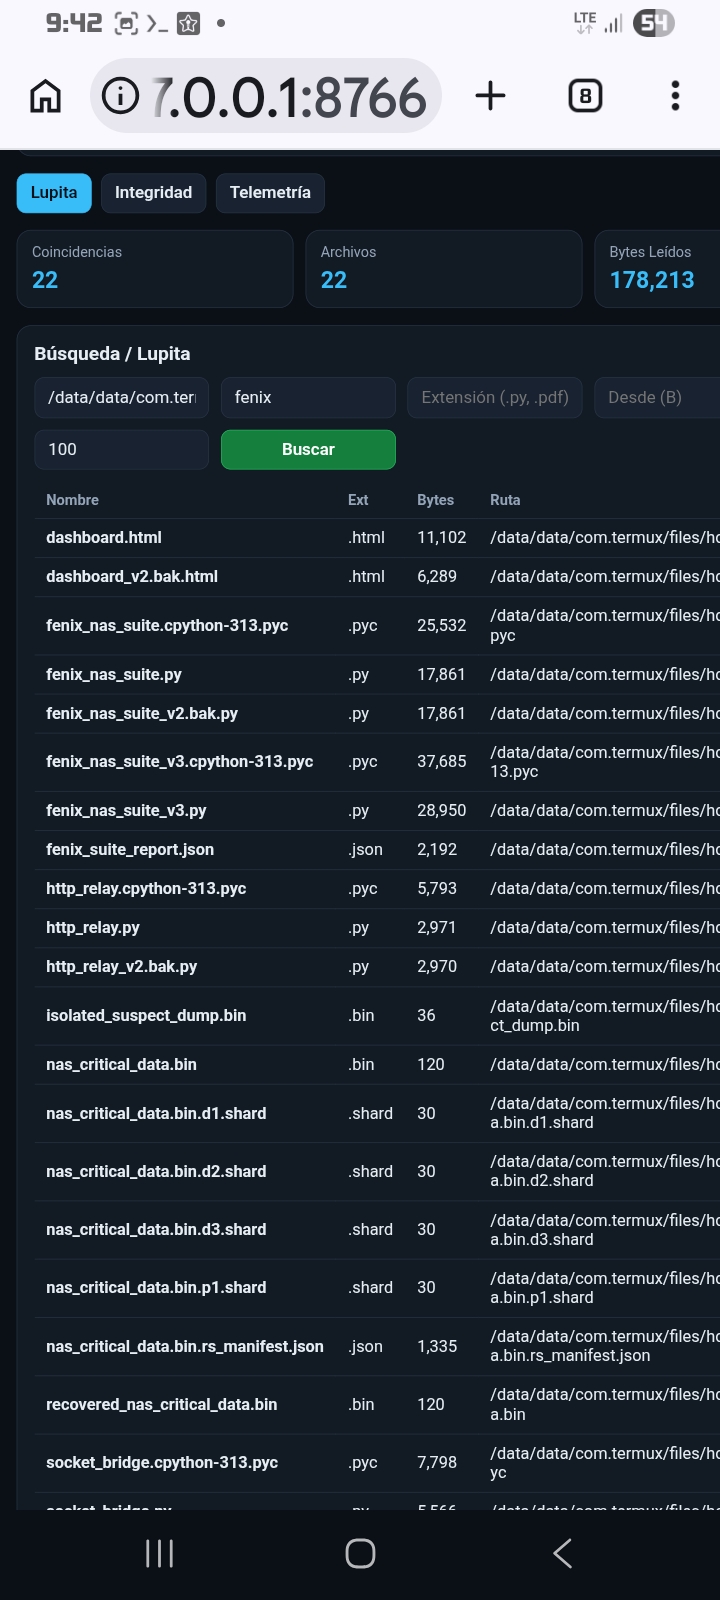 9:42
LTE
54
7.0.0.1:8766
8
Lupita Integridad Telemetría
Coincidencias Archivos Bytes Leídos
22 22 178,213
Búsqueda / Lupita
/data/data/com.ter fenix Extensión (.py, .pdf) Desde (B)
100 Buscar
Nombre Ext Bytes Ruta
dashboard.html .html 11,102 /data/data/com.termux/files/ho
dashboard_v2.bak.html .html 6,289 /data/data/com.termux/files/ho
fenix_nas_suite.cpython-313.pyc .pyc 25,532 /data/data/com.termux/files/ho
pyc
fenix_nas_suite.py .py 17,861 /data/data/com.termux/files/ho
fenix_nas_suite_v2.bak.py .py 17,861 /data/data/com.termux/files/ho
fenix_nas_suite_v3.cpython-313.pyc .pyc 37,685 /data/data/com.termux/files/ho
13.pyc
fenix_nas_suite_v3.py .py 28,950 /data/data/com.termux/files/ho
fenix_suite_report.json .json 2,192 /data/data/com.termux/files/ho
http_relay.cpython-313.pyc .pyc 5,793 /data/data/com.termux/files/ho
http_relay.py .py 2,971 /data/data/com.termux/files/ho
http_relay_v2.bak.py .py 2,970 /data/data/com.termux/files/ho
isolated_suspect_dump.bin .bin 36 /data/data/com.termux/files/ho
ct_dump.bin
nas_critical_data.bin .bin 120 /data/data/com.termux/files/ho
nas_critical_data.bin.d1.shard .shard 30 /data/data/com.termux/files/ho
a.bin.d1.shard
nas_critical_data.bin.d2.shard .shard 30 /data/data/com.termux/files/ho
a.bin.d2.shard
nas_critical_data.bin.d3.shard .shard 30 /data/data/com.termux/files/ho
a.bin.d3.shard
nas_critical_data.bin.p1.shard .shard 30 /data/data/com.termux/files/ho
a.bin.p1.shard
nas_critical_data.bin.rs_manifest.json .json 1,335 /data/data/com.termux/files/ho
a.bin.rs_manifest.json
recovered_nas_critical_data.bin .bin 120 /data/data/com.termux/files/ho
a.bin
socket_bridge.cpython-313.pyc .pyc 7,798 /data/data/com.termux/files/ho
yc
socket_bridge.py .py 5,566 /data/data/com.termux/files/ho